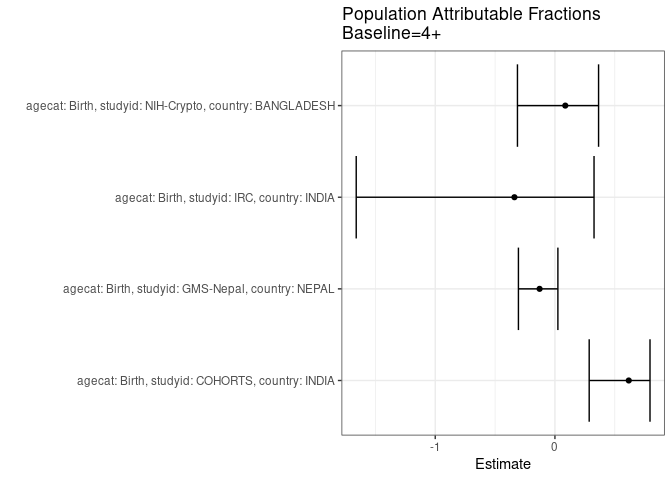 Population Attributable Fractions
Baseline=4+
agecat: Birth, studyid: NIH-Crypto, country: BANGLADESH
agecat: Birth, studyid: IRC, country: INDIA
agecat: Birth, studyid: GMS-Nepal, country: NEPAL
agecat: Birth, studyid: COHORTS, country: INDIA
-1 0
Estimate